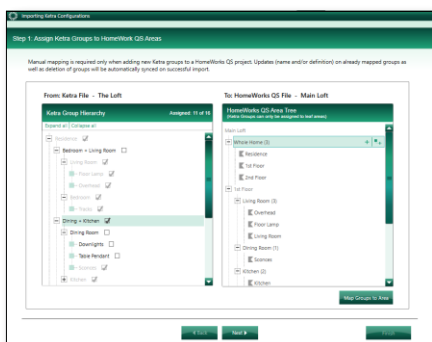 Importing Ketra Configurations
Step 1: Assign Ketra Groups to HomeWork QS Areas
Manual mapping is required only when adding new Ketra groups to a HomeWorks QS project. Updates (name and/or definition) on already mapped groups as
well as deletion of groups will be automatically synced on successful import.
From: Ketra File - The Loft
Ketra Group Hierarchy
Assigned: 11 of 16
Expand all | Collapse all
Residence
Bedroom + Living Room
Living Room
Floor Lamp
Overhead
Bedroom
Tracks
Dining + Kitchen
Dining Room
Downlights
Table Pendant
Sconces
Kitchen
To: HomeWorks QS File - Main Loft
HomeWorks QS Area Tree
(Ketra Groups can only be assigned to leaf areas)
Main Loft
Whole Home (3)
Residence
1st Floor
2nd Floor
1st Floor
Living Room (3)
Overhead
Floor Lamp
Living Room
Dining Room (1)
Sconces
Kitchen (2)
Kitchen
Map Groups to Area
Back
Next
Finish